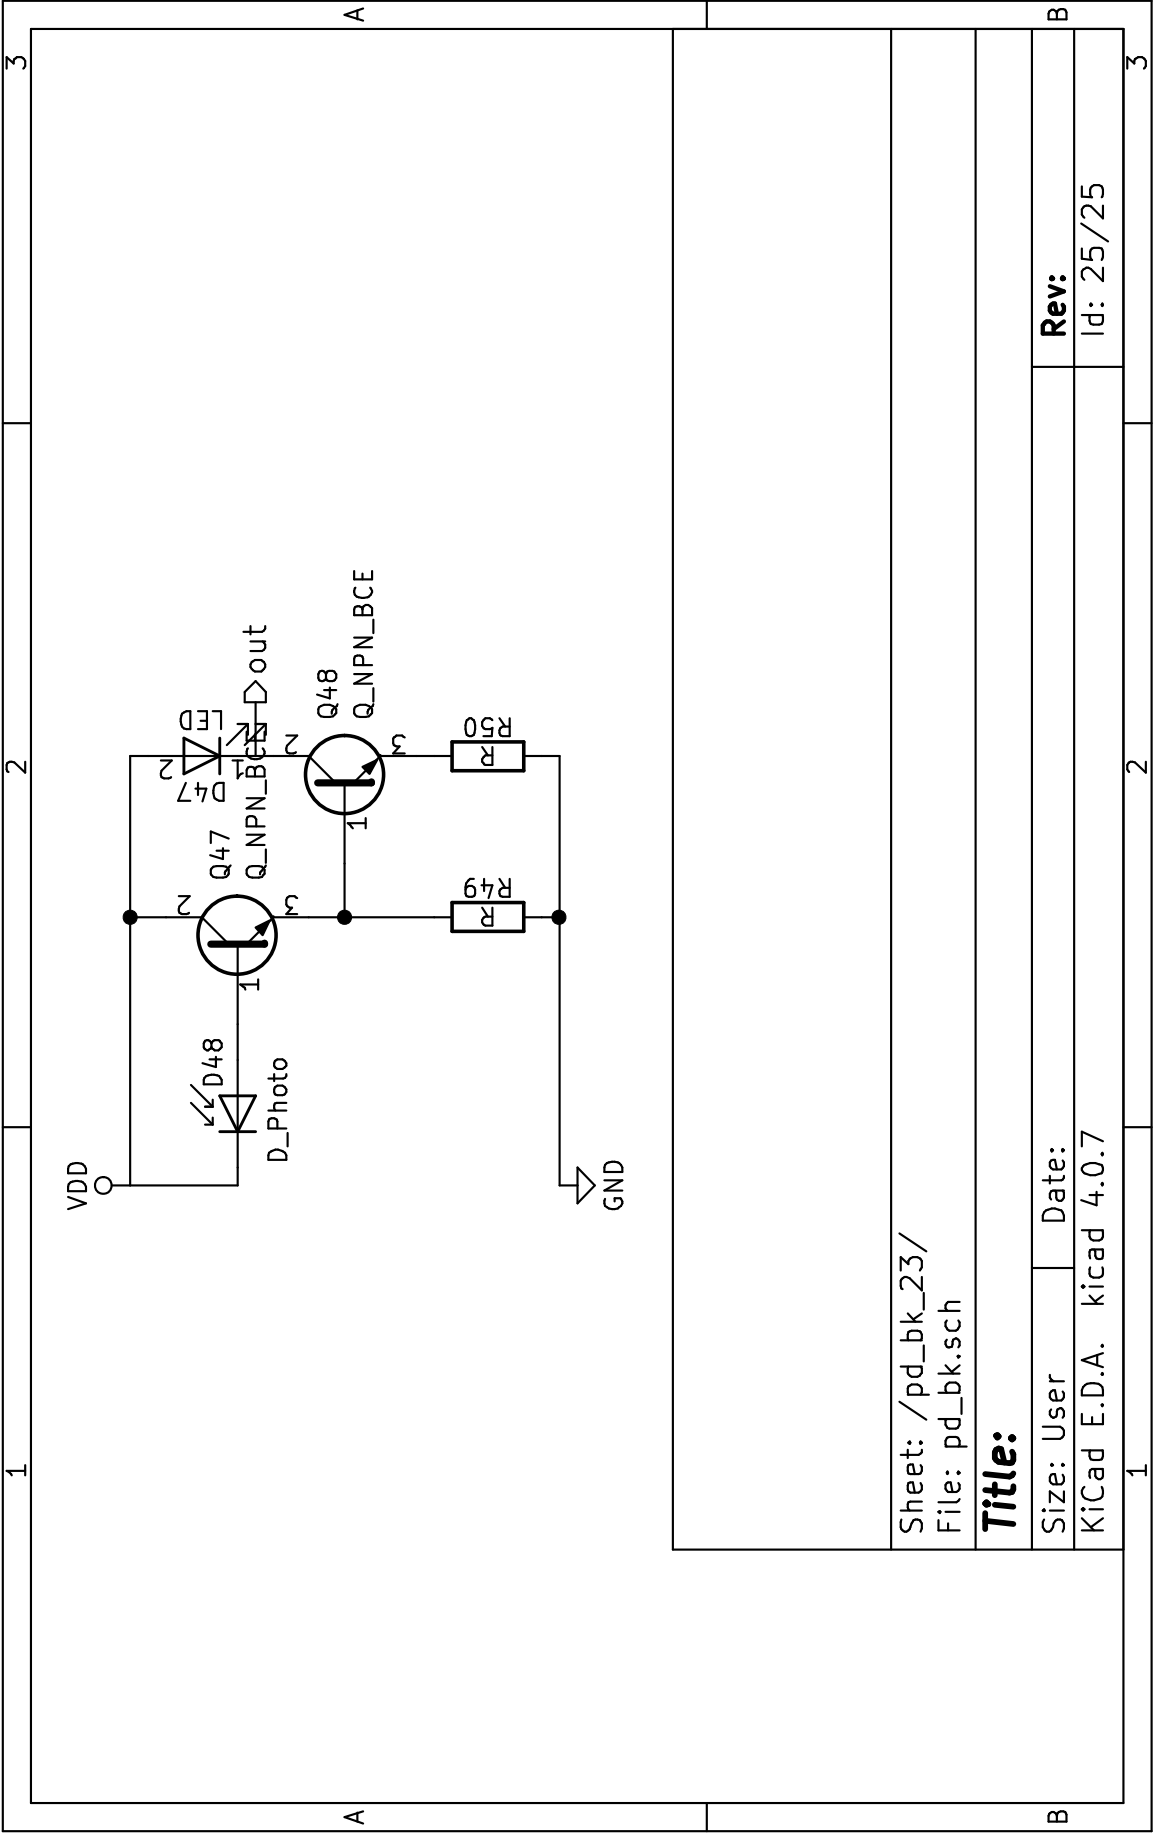 1
2
3
A
A
VDD
D48
D_Photo
1
2
3
Q47
Q_NPN_BCE
2
1
D47
LED
out
1
2
3
Q48
Q_NPN_BCE
R
R49
R
R50
GND
B
B
Sheet: /pd_bk_23/
File: pd_bk.sch
Title:
Size: User
Date:
Rev:
KiCad E.D.A. kicad 4.0.7
Id: 25/25
1
2
3